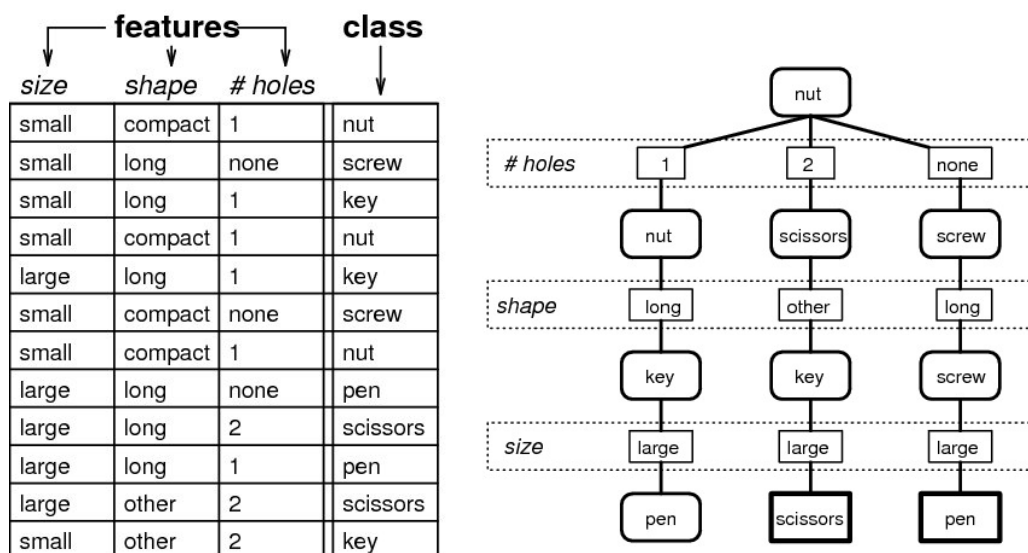 features class
size shape # holes
small compact 1 nut
small long none screw
small long 1 key
small compact 1 nut
large long 1 key
small compact none screw
small compact 1 nut
large long none pen
large long 2 scissors
large long 1 pen
large other 2 scissors
small other 2 key
nut
# holes 1 2 none
nut scissors screw
shape long other long
key key screw
size large large large
pen scissors pen